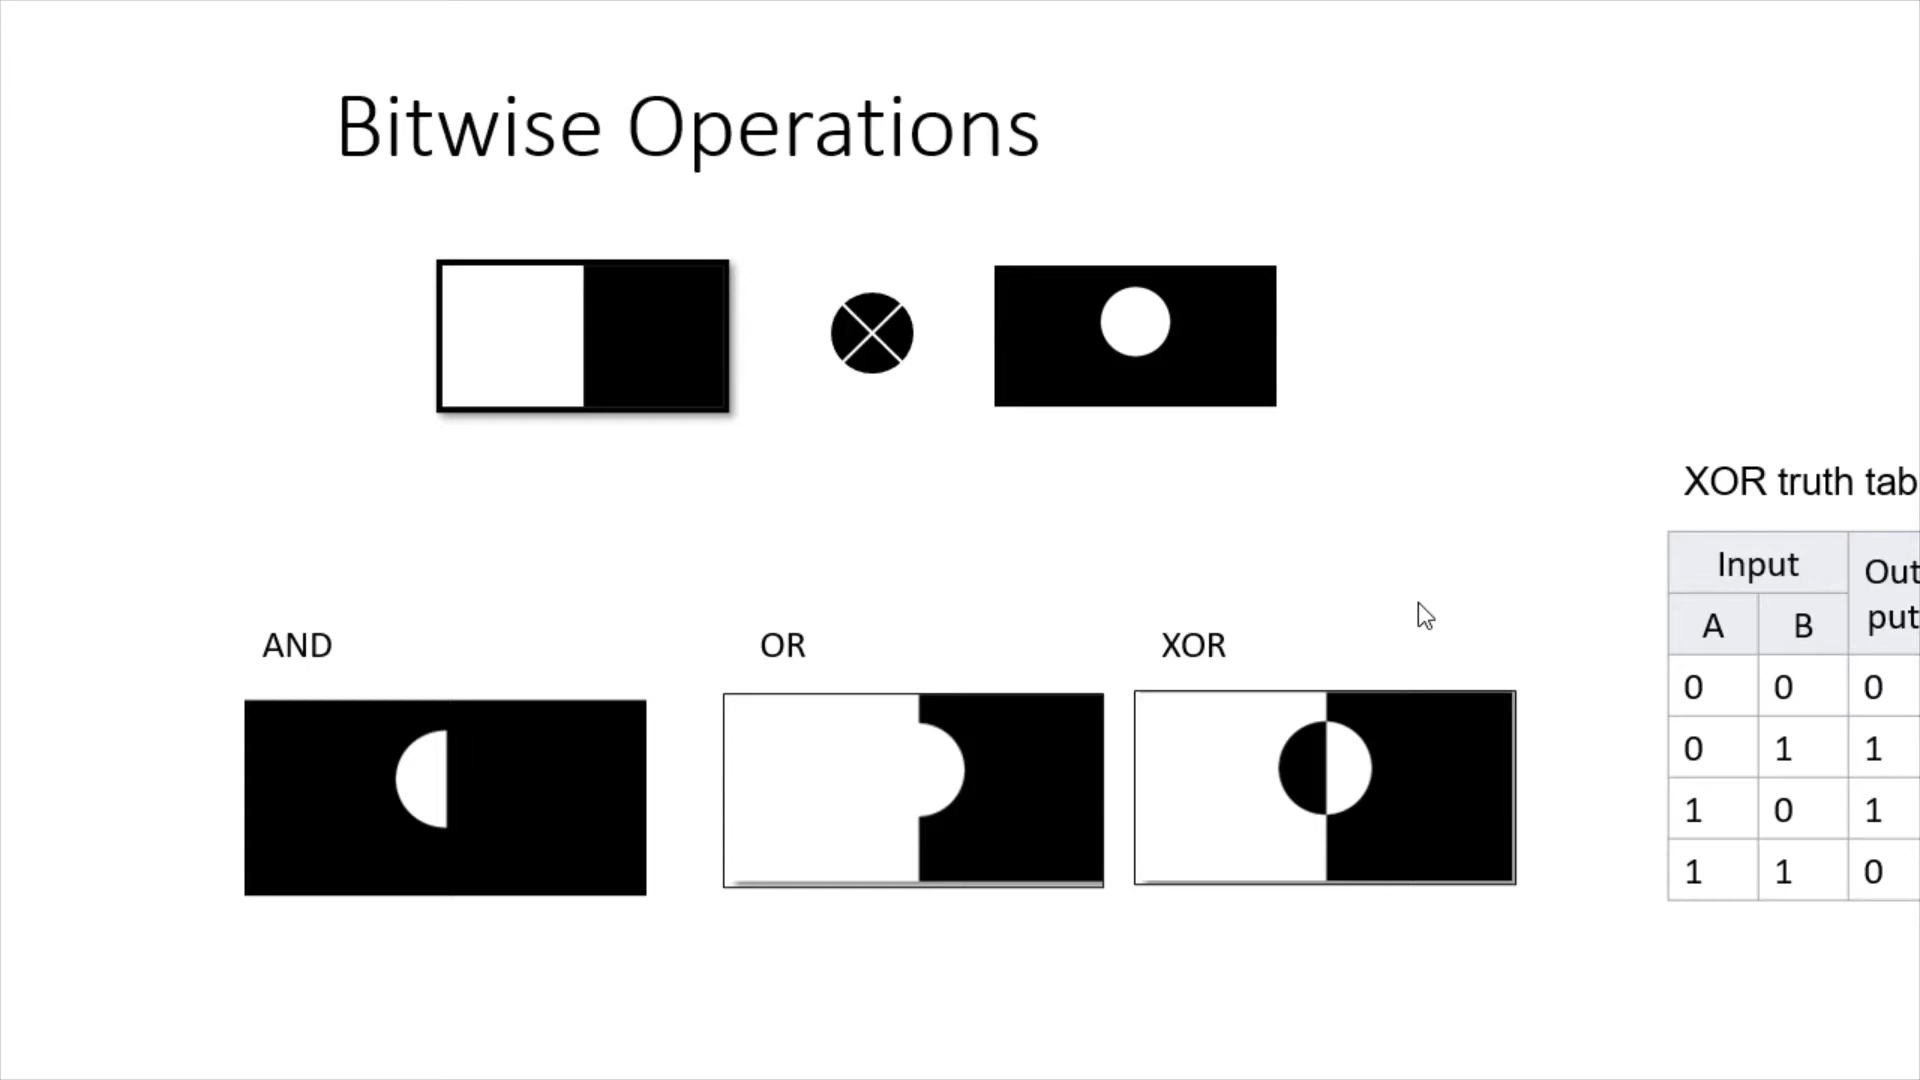 Bitwise Operations
XOR truth tab
Input
Out
put
A B
0 0 0
0 1 1
1 0 1
1 1 0
AND
OR
XOR